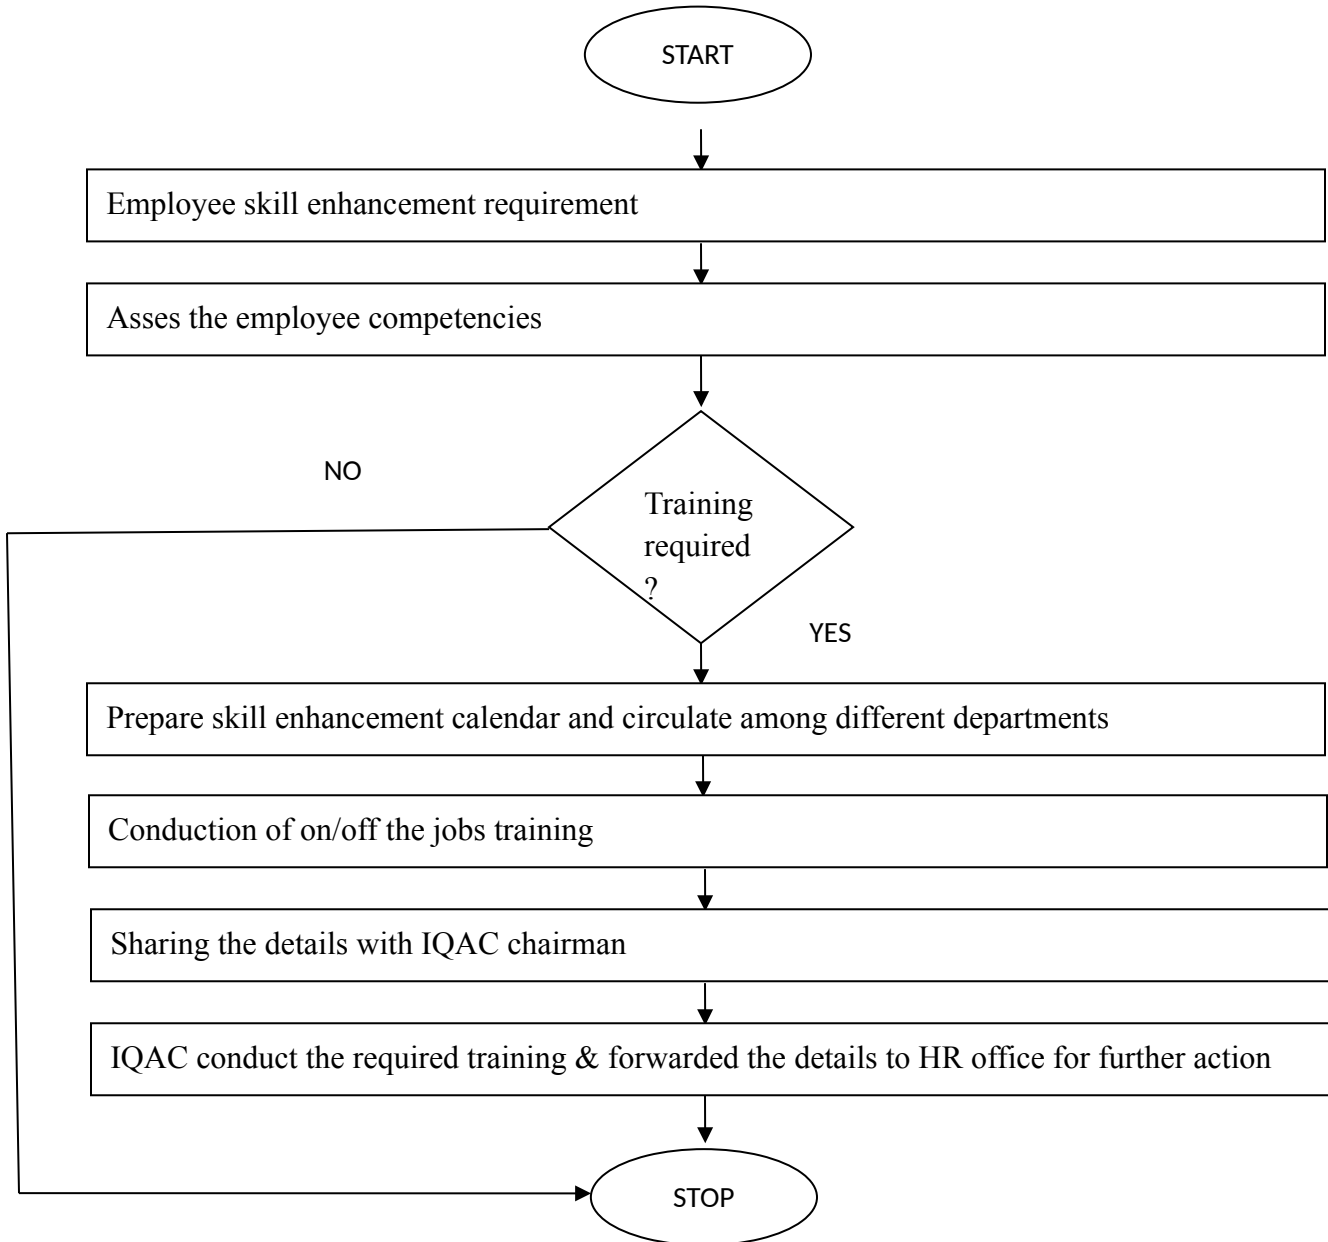 START
Employee skill enhancement requirement
Asses the employee competencies
NO
Training
required
?
YES
Prepare skill enhancement calendar and circulate among different departments
Conduction of on/off the jobs training
Sharing the details with IQAC chairman
IQAC conduct the required training & forwarded the details to HR office for further action
STOP